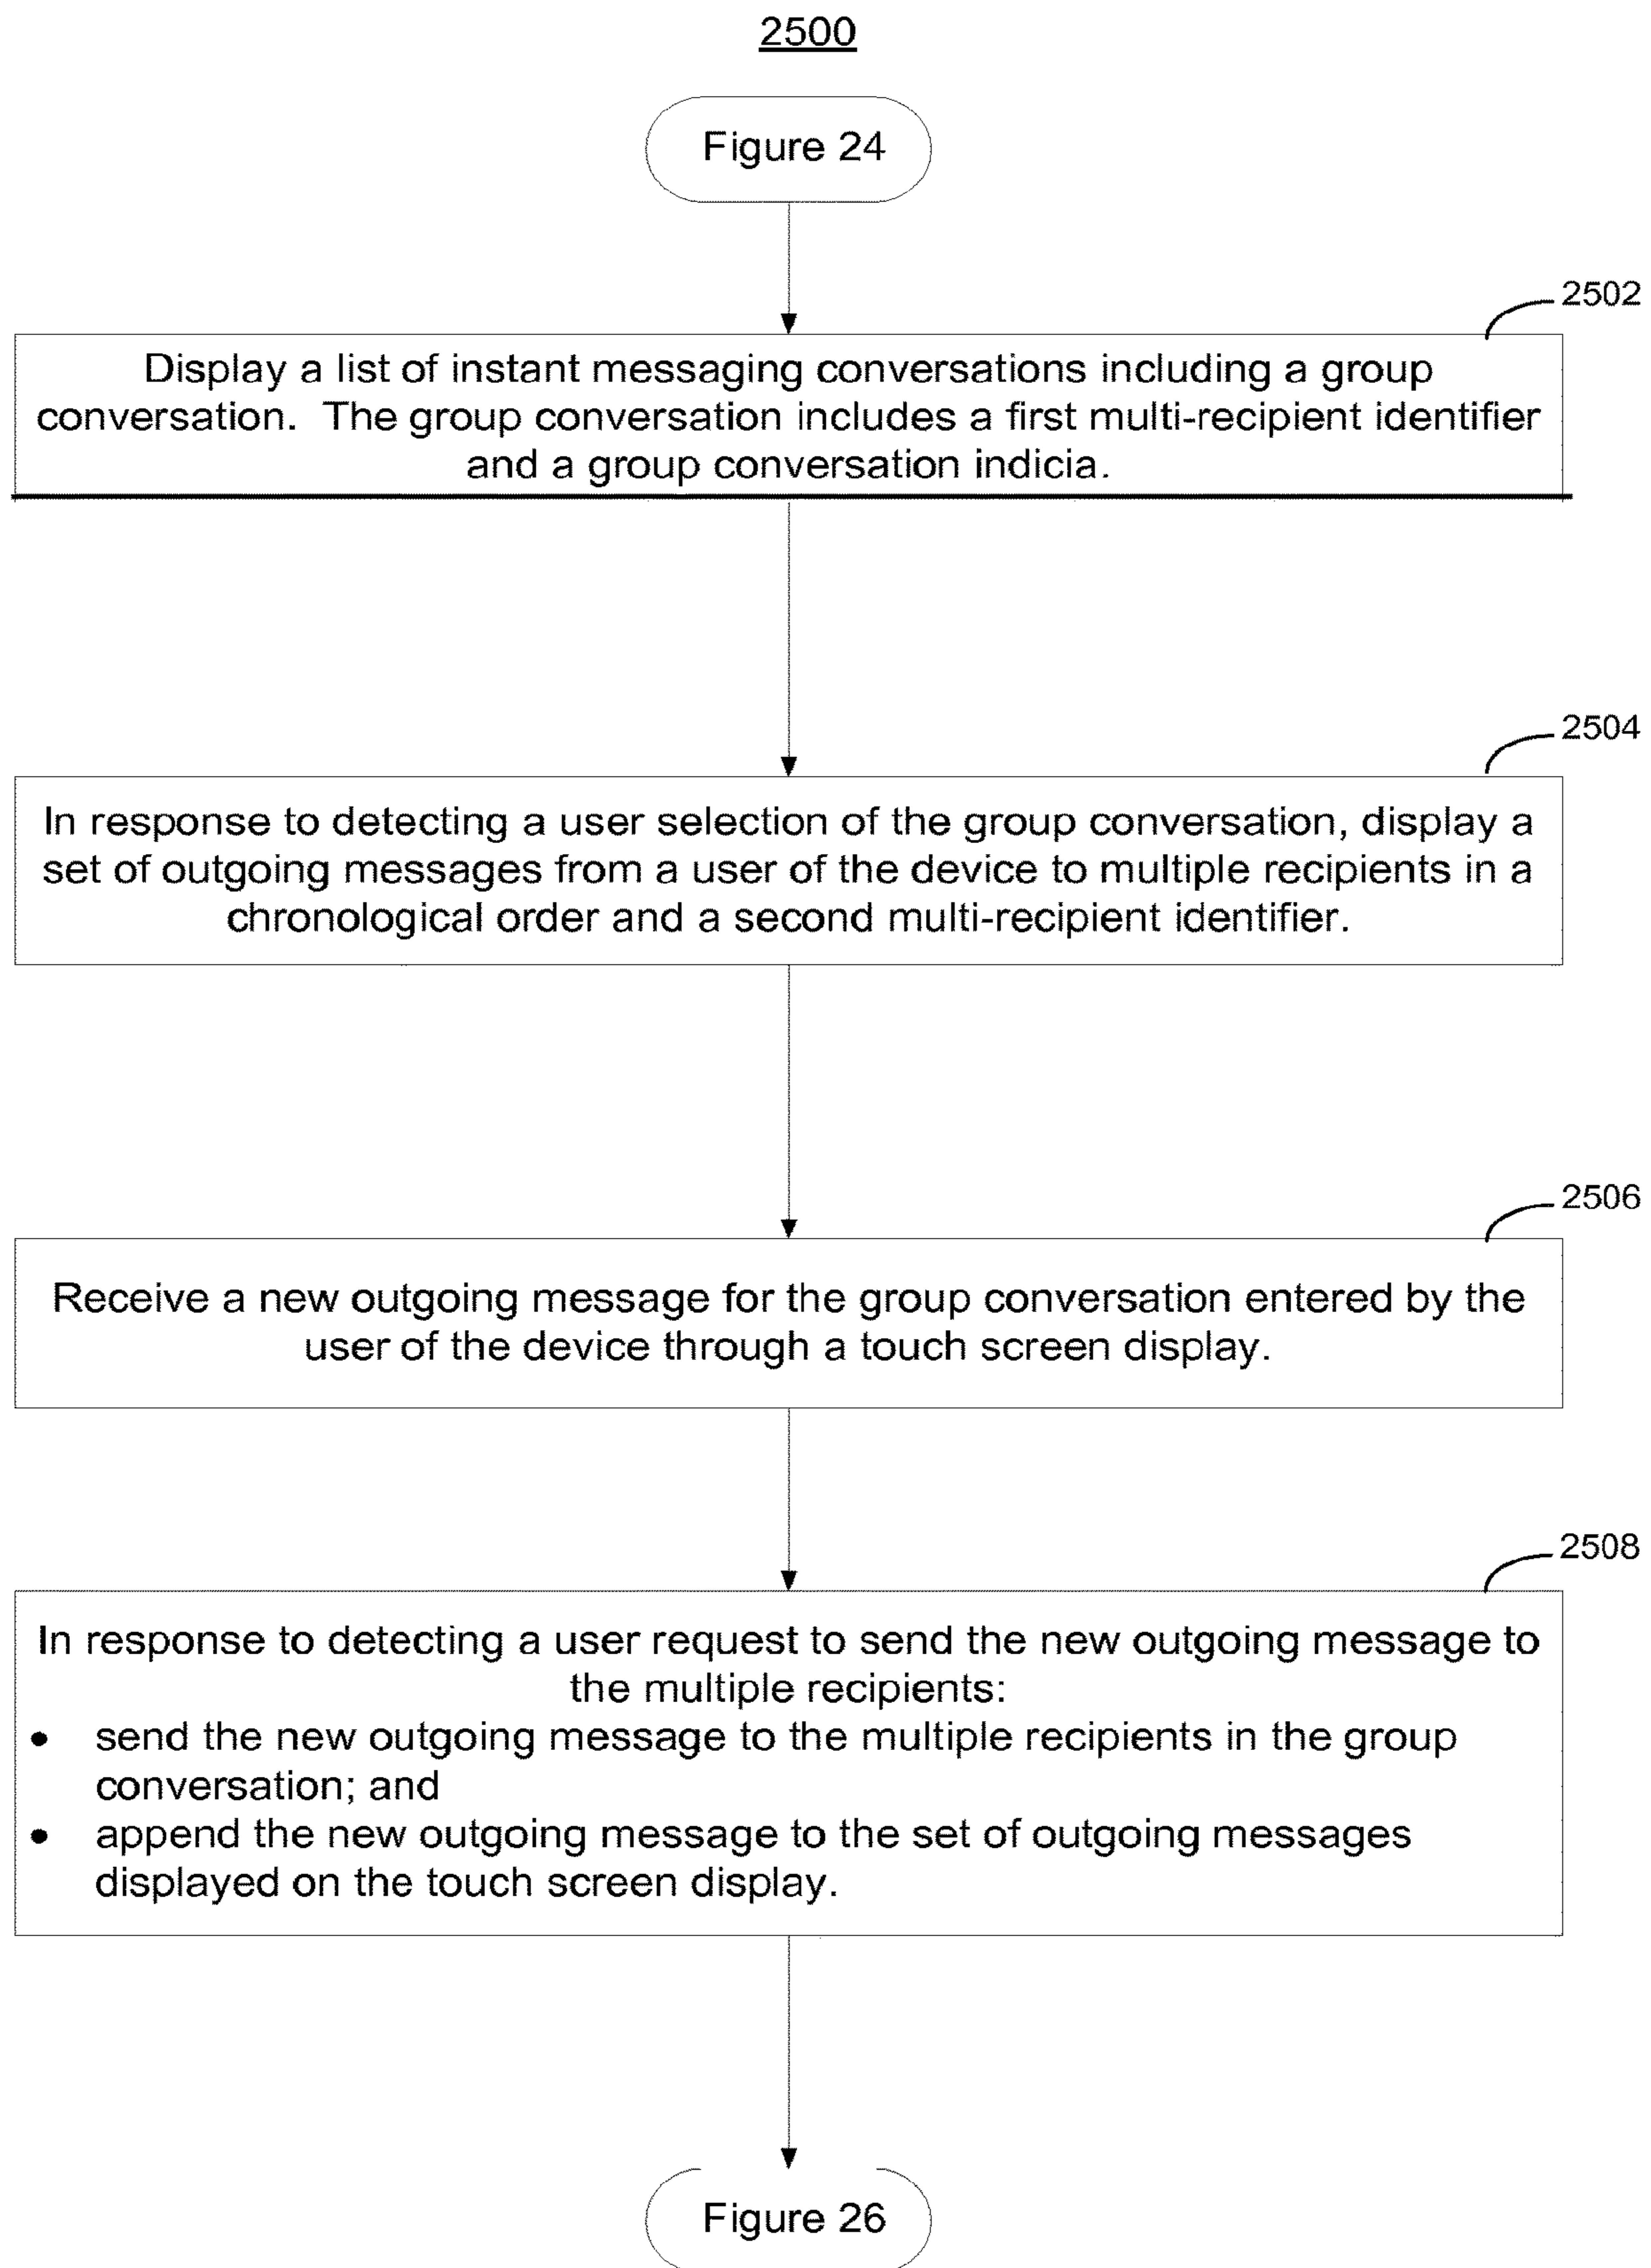 2500
Figure 24
2502
Display a list of instant messaging conversations including a group
conversation.  The group conversation includes a first multi-recipient identifier
and a group conversation indicia.
2504
In response to detecting a user selection of the group conversation, display a
set of outgoing messages from a user of the device to multiple recipients in a
chronological order and a second multi-recipient identifier.
2506
Receive a new outgoing message for the group conversation entered by the
user of the device through a touch screen display.
2508
In response to detecting a user request to send the new outgoing message to
the multiple recipients:
• send the new outgoing message to the multiple recipients in the group
conversation; and
• append the new outgoing message to the set of outgoing messages
displayed on the touch screen display.
Figure 26